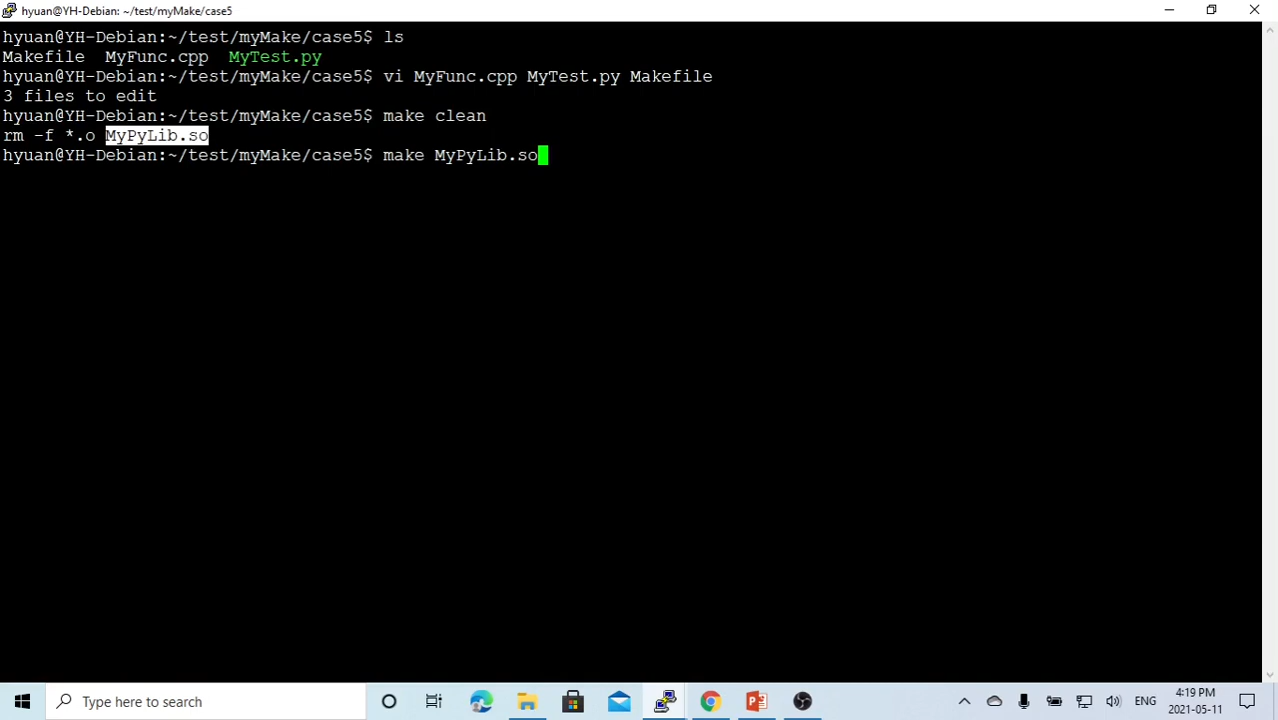 hyuan@YH-Debian: ~/test/myMake/case5
hyuan@YH-Debian:~/test/myMake/case5$ ls
Makefile  MyFunc.cpp  MyTest.py
hyuan@YH-Debian:~/test/myMake/case5$ vi MyFunc.cpp MyTest.py Makefile
3 files to edit
hyuan@YH-Debian:~/test/myMake/case5$ make clean
rm -f *.o MyPyLib.so
hyuan@YH-Debian:~/test/myMake/case5$ make MyPyLib.so
Type here to search
ENG
4:19 PM
2021-05-11